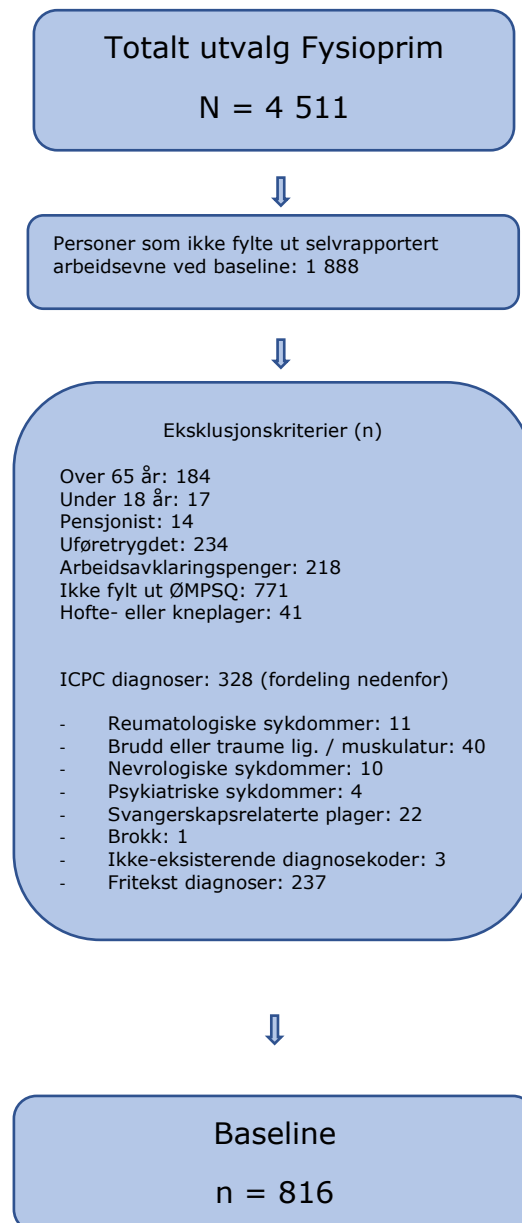 Totalt utvalg Fysioprim
N = 4 511
Personer som ikke fylte ut selvrapportert
arbeidsevne ved baseline: 1 888
Eksklusjonskriterier (n)
Over 65 år: 184
Under 18 år: 17
Pensjonist: 14
Uføretrygdet: 234
Arbeidsavklaringspenger: 218
Ikke fylt ut ØMPSQ: 771
Hofte- eller kneplager: 41
ICPC diagnoser: 328 (fordeling nedenfor)
- Reumatologiske sykdommer: 11
- Brudd eller traume lig. / muskulatur: 40
- Nevrologiske sykdommer: 10
- Psykiatriske sykdommer: 4
- Svangerskapsrelaterte plager: 22
- Brokk: 1
- Ikke-eksisterende diagnosekoder: 3
- Fritekst diagnoser: 237
Baseline
n = 816